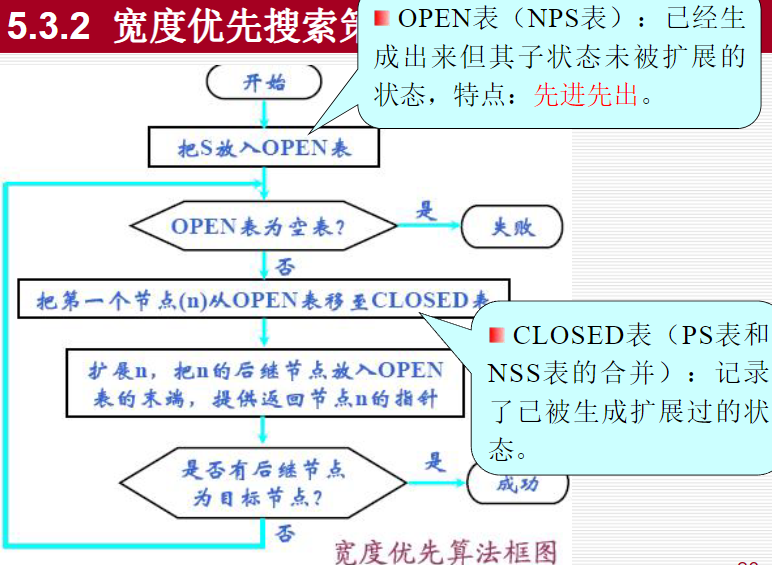 5.3.2 宽度优先搜索
OPEN表（NPS表）：已经生
成出来但其子状态未被扩展的
状态，特点：先进先出。
开始
把S放入OPEN表
OPEN表为空表？
是
失败
否
把第一个节点(n)从OPEN表移至CLOSED表
CLOSED表（PS表和
NSS表的合并）：记录
了已被生成扩展过的状
态。
扩展n，把n的后继节点放入OPEN
表的末端，提供返回节点n的指针
是否有后继节点
为目标节点？
是
成功
否
宽度优先算法框图